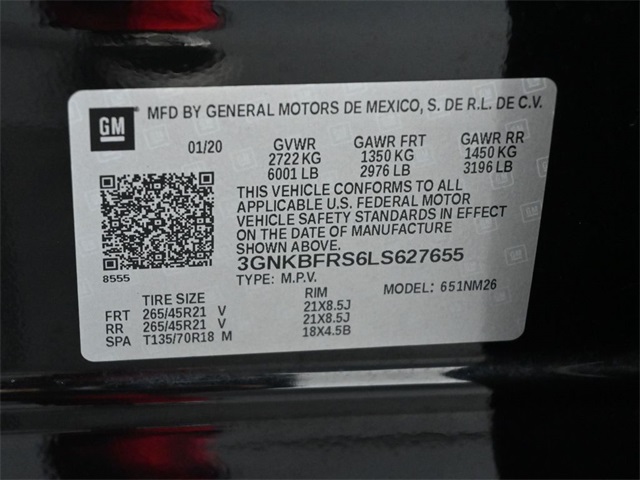 GM
MFD BY GENERAL MOTORS DE MEXICO, S. DE R.L. DE C.V.
01/20 GVWR GAWR FRT GAWR RR
2722 KG 1350 KG 1450 KG
6001 LB 2976 LB 3196 LB
THIS VEHICLE CONFORMS TO ALL
APPLICABLE U.S. FEDERAL MOTOR
VEHICLE SAFETY STANDARDS IN EFFECT
ON THE DATE OF MANUFACTURE
SHOWN ABOVE.
3GNKBFRS6LS627655
8555 TYPE: M.P.V. MODEL: 651NM26
TIRE SIZE RIM
FRT 265/45R21 V 21X8.5J
RR 265/45R21 V 21X8.5J
SPA T135/70R18 M 18X4.5B